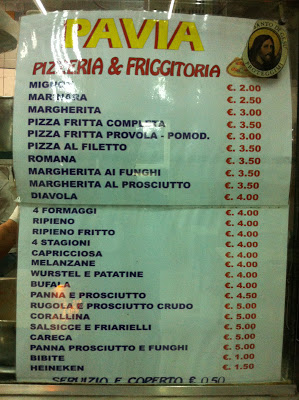 PAVIA
PIZZERIA & FRIGGITORIA
MIGNON €. 2.00
MARINARA €. 2.50
MARGHERITA €. 3.00
PIZZA FRITTA COMPLETA €. 3.50
PIZZA FRITTA PROVOLA - POMOD. €. 3.00
PIZZA AL FILETTO €. 3.50
ROMANA €. 3.50
MARGHERITA AI FUNGHI €. 3.50
MARGHERITA AL PROSCIUTTO €. 3.50
DIAVOLA €. 4.00
4 FORMAGGI €. 4.00
RIPIENO €. 4.00
RIPIENO FRITTO €. 4.00
4 STAGIONI €. 4.00
CAPRICCIOSA €. 4.00
MELANZANE €. 4.00
WURSTEL E PATATINE €. 4.00
BUFALA €. 4.00
PANNA E PROSCIUTTO €. 4.50
RUGOLA E PROSCIUTTO CRUDO €. 5.00
CORALLINA €. 5.00
SALSICCE E FRIARIELLI €. 5.00
CARECA €. 5.00
PANNA PROSCIUTTO E FUNGHI €. 5.00
BIBITE €. 1.00
HEINEKEN €. 1.50
SERVIZIO E COPERTO € 0,50